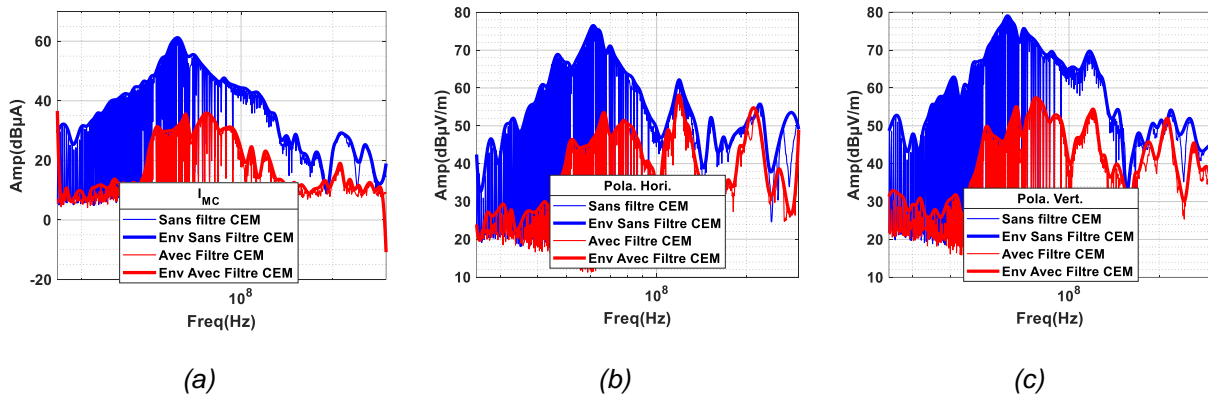 60
40
20
0
-20
Amp(dBµA)
10^8
Freq(Hz)
I_MC
Sans filtre CEM
Env Sans Filtre CEM
Avec Filtre CEM
Env Avec Filtre CEM
(a)
80
70
60
50
40
30
20
10
Amp(dBµV/m)
10^8
Freq(Hz)
Pola. Hori.
Sans filtre CEM
Env Sans Filtre CEM
Avec Filtre CEM
Env Avec Filtre CEM
(b)
80
70
60
50
40
30
20
10
Amp(dBµV/m)
10^8
Freq(Hz)
Pola. Vert.
Sans filtre CEM
Env Sans Filtre CEM
Avec Filtre CEM
Env Avec Filtre CEM
(c)